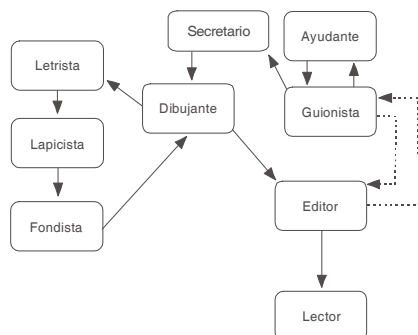 Secretario
Ayudante
Letrista
Dibujante
Guionista
Lapicista
Fondista
Editor
Lector